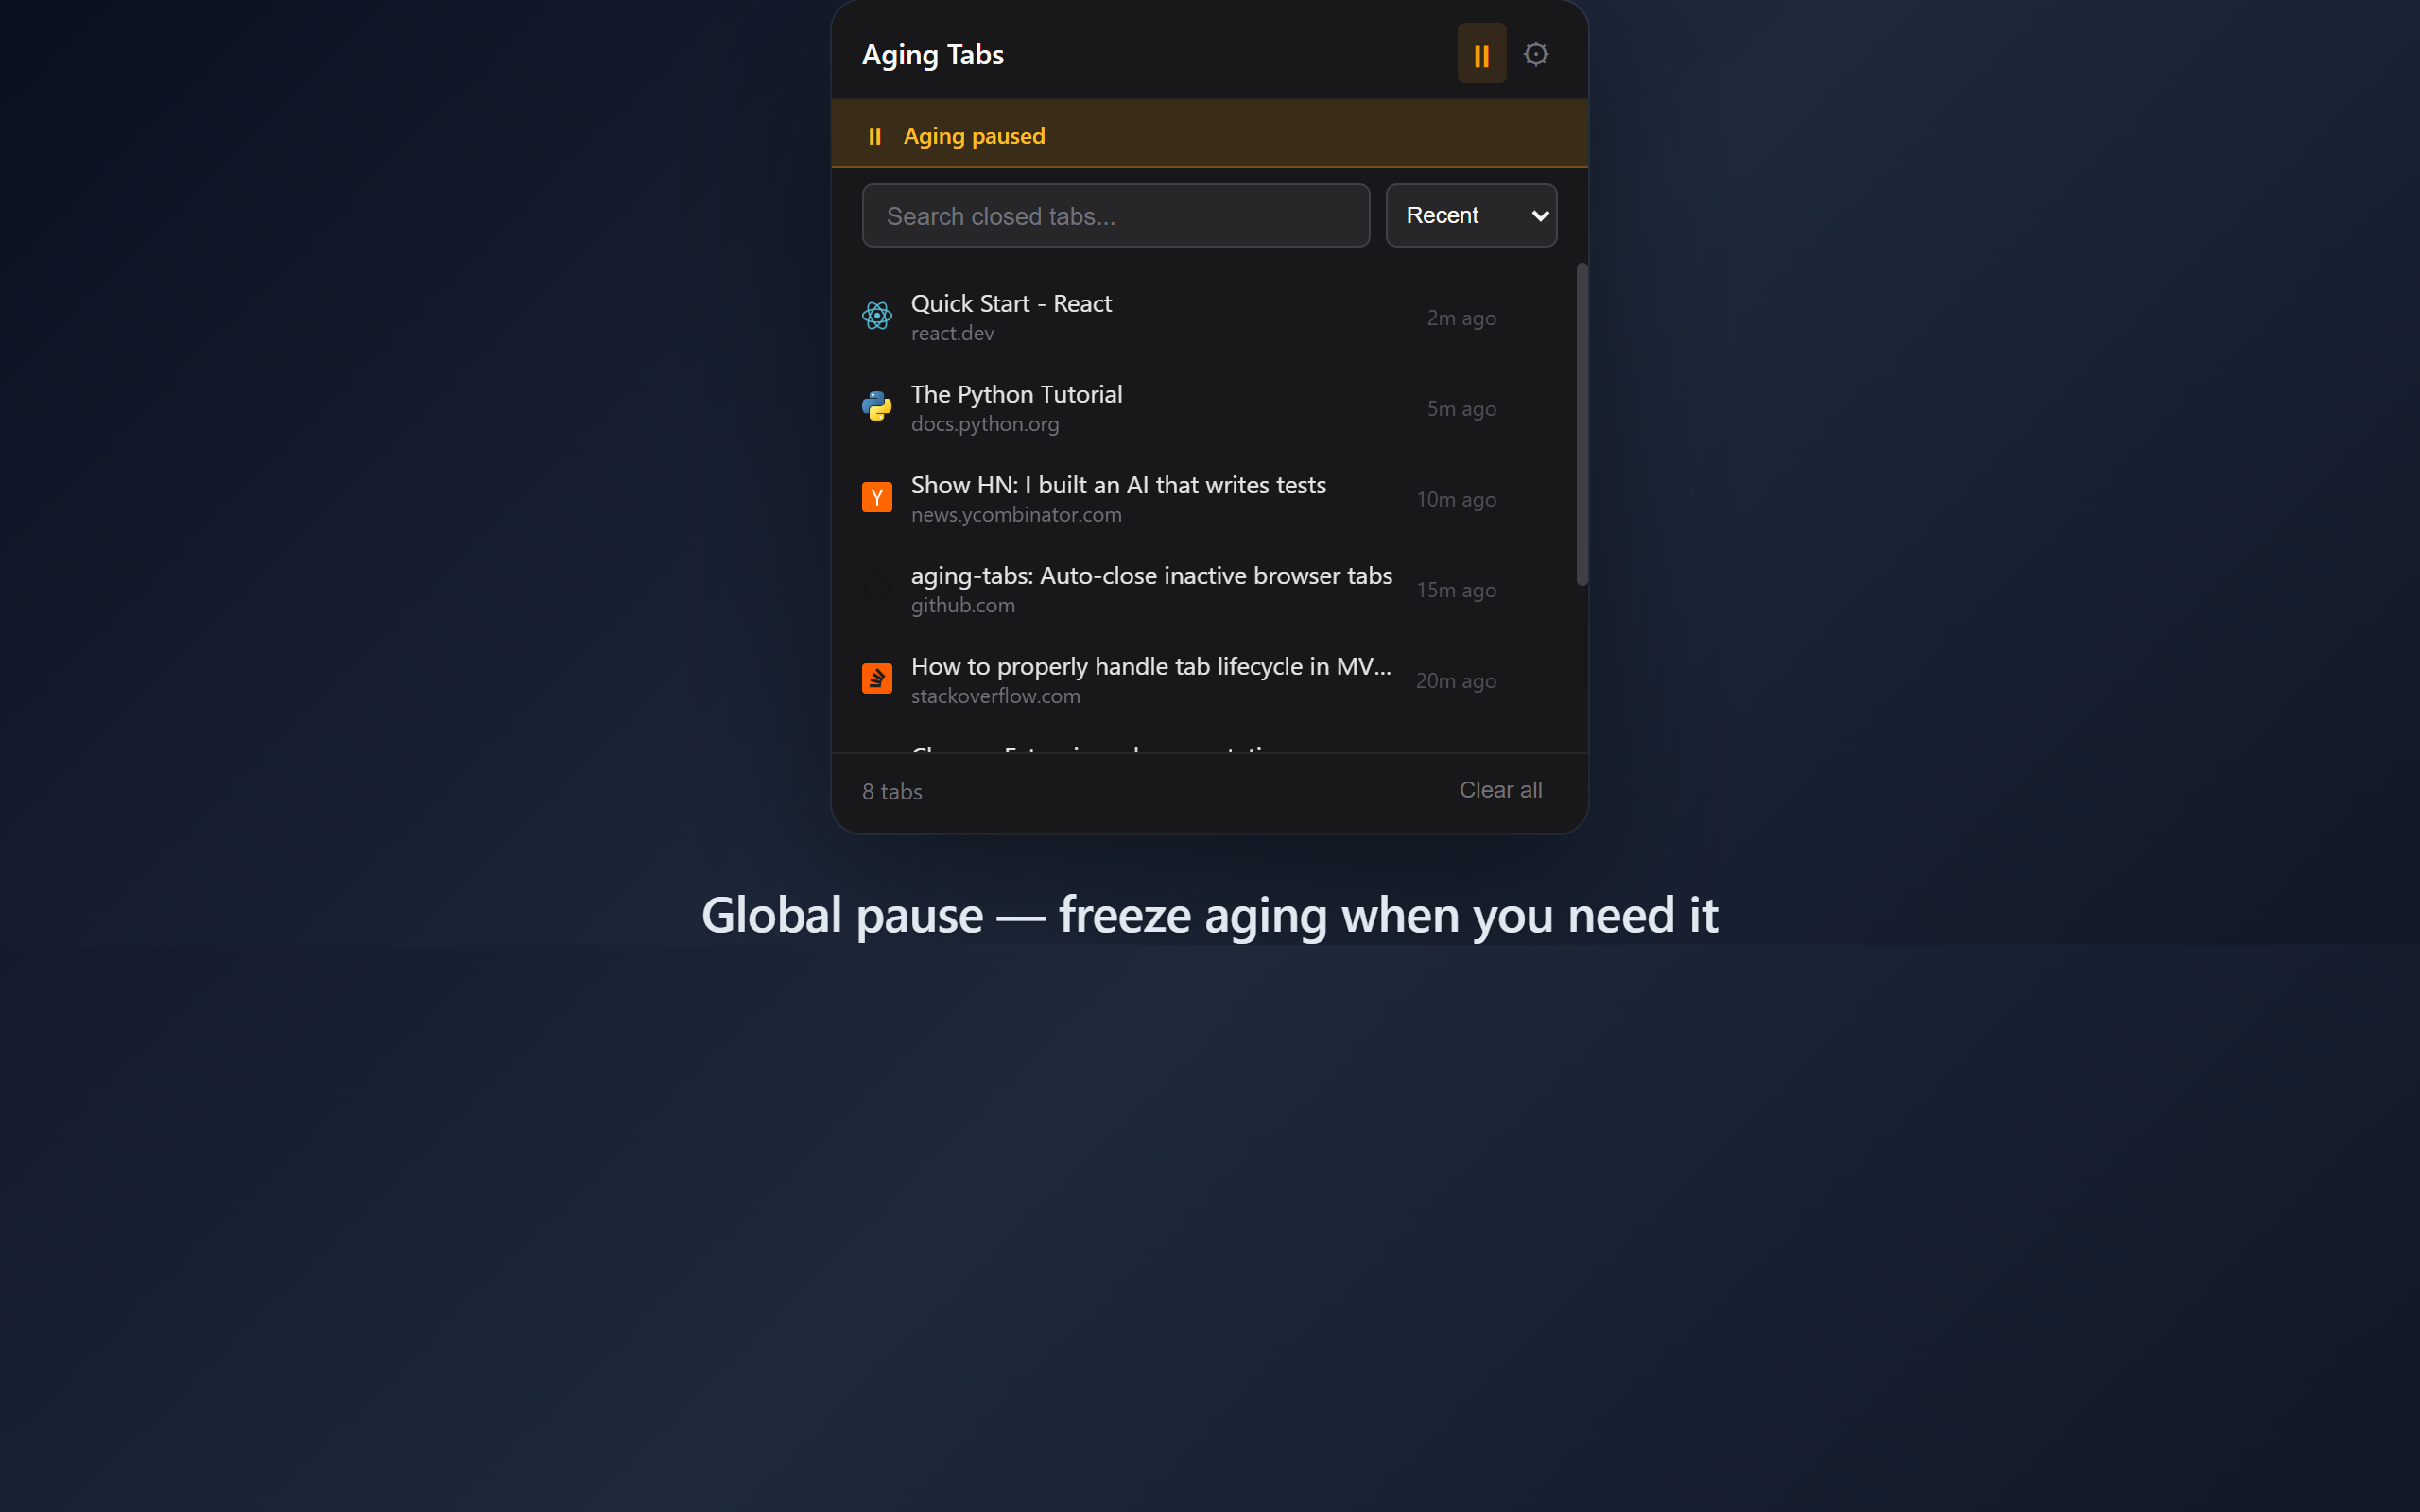 Aging Tabs
Aging paused
Search closed tabs...
Recent
Quick Start - React
2m ago
react.dev
The Python Tutorial
5m ago
docs.python.org
Y
Show HN: I built an AI that writes tests
10m ago
news.ycombinator.com
aging-tabs: Auto-close inactive browser tabs
15m ago
github.com
How to properly handle tab lifecycle in MV...
20m ago
stackoverflow.com
8 tabs
Clear all
Global pause — freeze aging when you need it